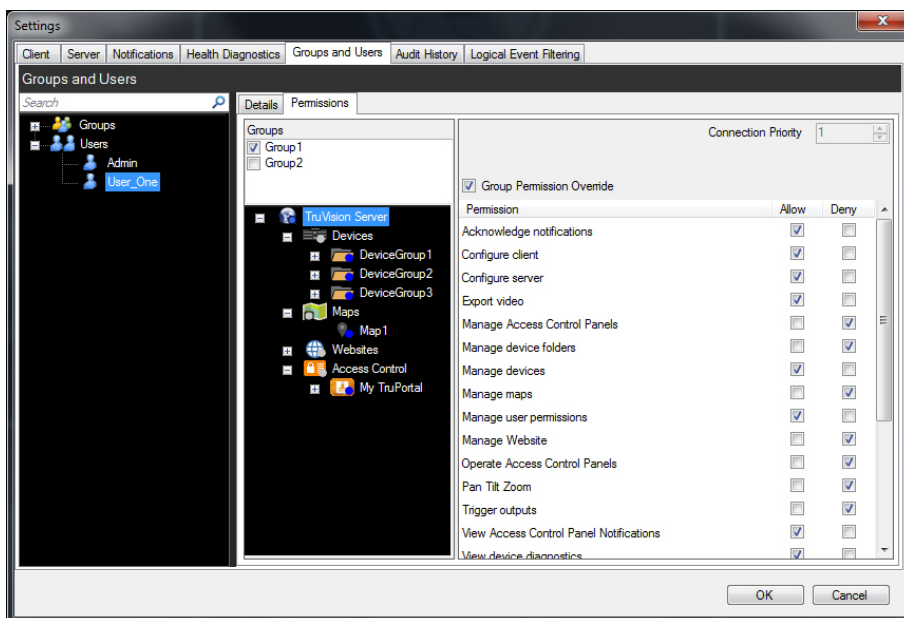 Settings
x
Client Server Notifications Health Diagnostics Groups and Users Audit History Logical Event Filtering
Groups and Users
Search
Details Permissions
Groups
Users
Admin
User_One
Groups
Group1
Group2
TruVision Server
Devices
DeviceGroup1
DeviceGroup2
DeviceGroup3
Maps
Map1
Websites
Access Control
My TruPortal
Connection Priority 1
Group Permission Override
Permission Allow Deny
Acknowledge notifications
Configure client
Configure server
Export video
Manage Access Control Panels
Manage device folders
Manage devices
Manage maps
Manage user permissions
Manage Website
Operate Access Control Panels
Pan Tilt Zoom
Trigger outputs
View Access Control Panel Notifications
View device diagnostics
OK Cancel